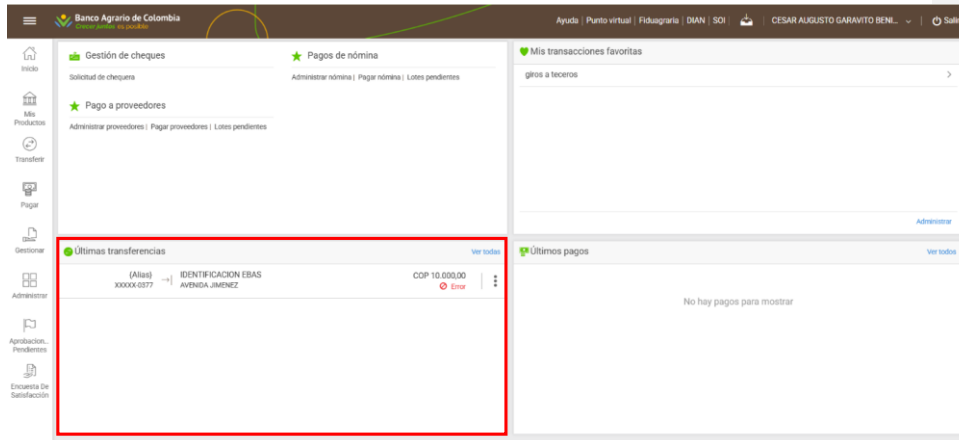 Banco Agrario de Colombia
Crecer juntos es posible
Ayuda | Punto virtual | Fiduagraria | DIAN | SOI | CESAR AUGUSTO GARAVITO BENI... | Salir
Inicio
Mis
Productos
Transferir
Pagar
Gestionar
Administrar
Aprobacion...
Pendientes
Encuesta De
Satisfacción
Gestión de cheques
Solicitud de chequera
Pagos de nómina
Administrar nómina | Pagar nómina | Lotes pendientes
Pago a proveedores
Administrar proveedores | Pagar proveedores | Lotes pendientes
Mis transacciones favoritas
giros a teceros
Administrar
Últimas transferencias
Ver todas
(Alias)
XXXXX-0377
IDENTIFICACION EBAS
AVENIDA JIMENEZ
COP 10.000,00
Error
Últimos pagos
Ver todos
No hay pagos para mostrar